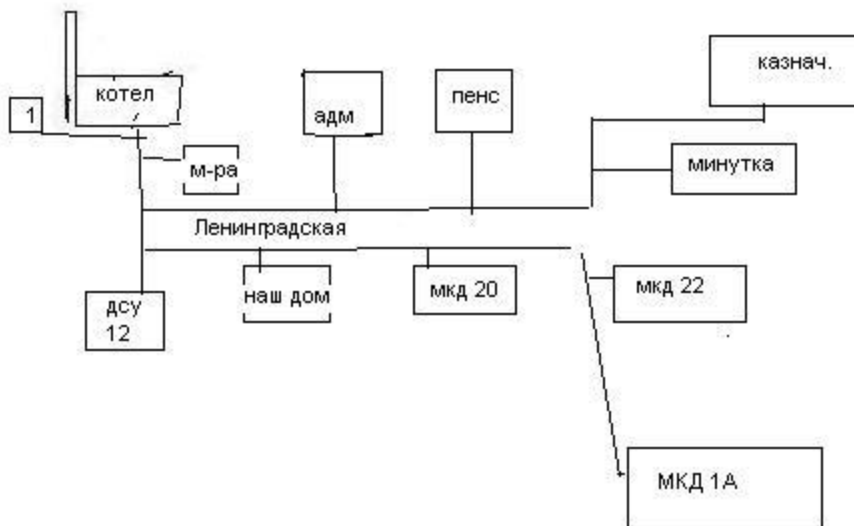 казнач.
котел
пенс
1
адм
минутка
м-ра
Ленинградская
наш дом
мкд 20
мкд 22
дсу
12
МКД 1А